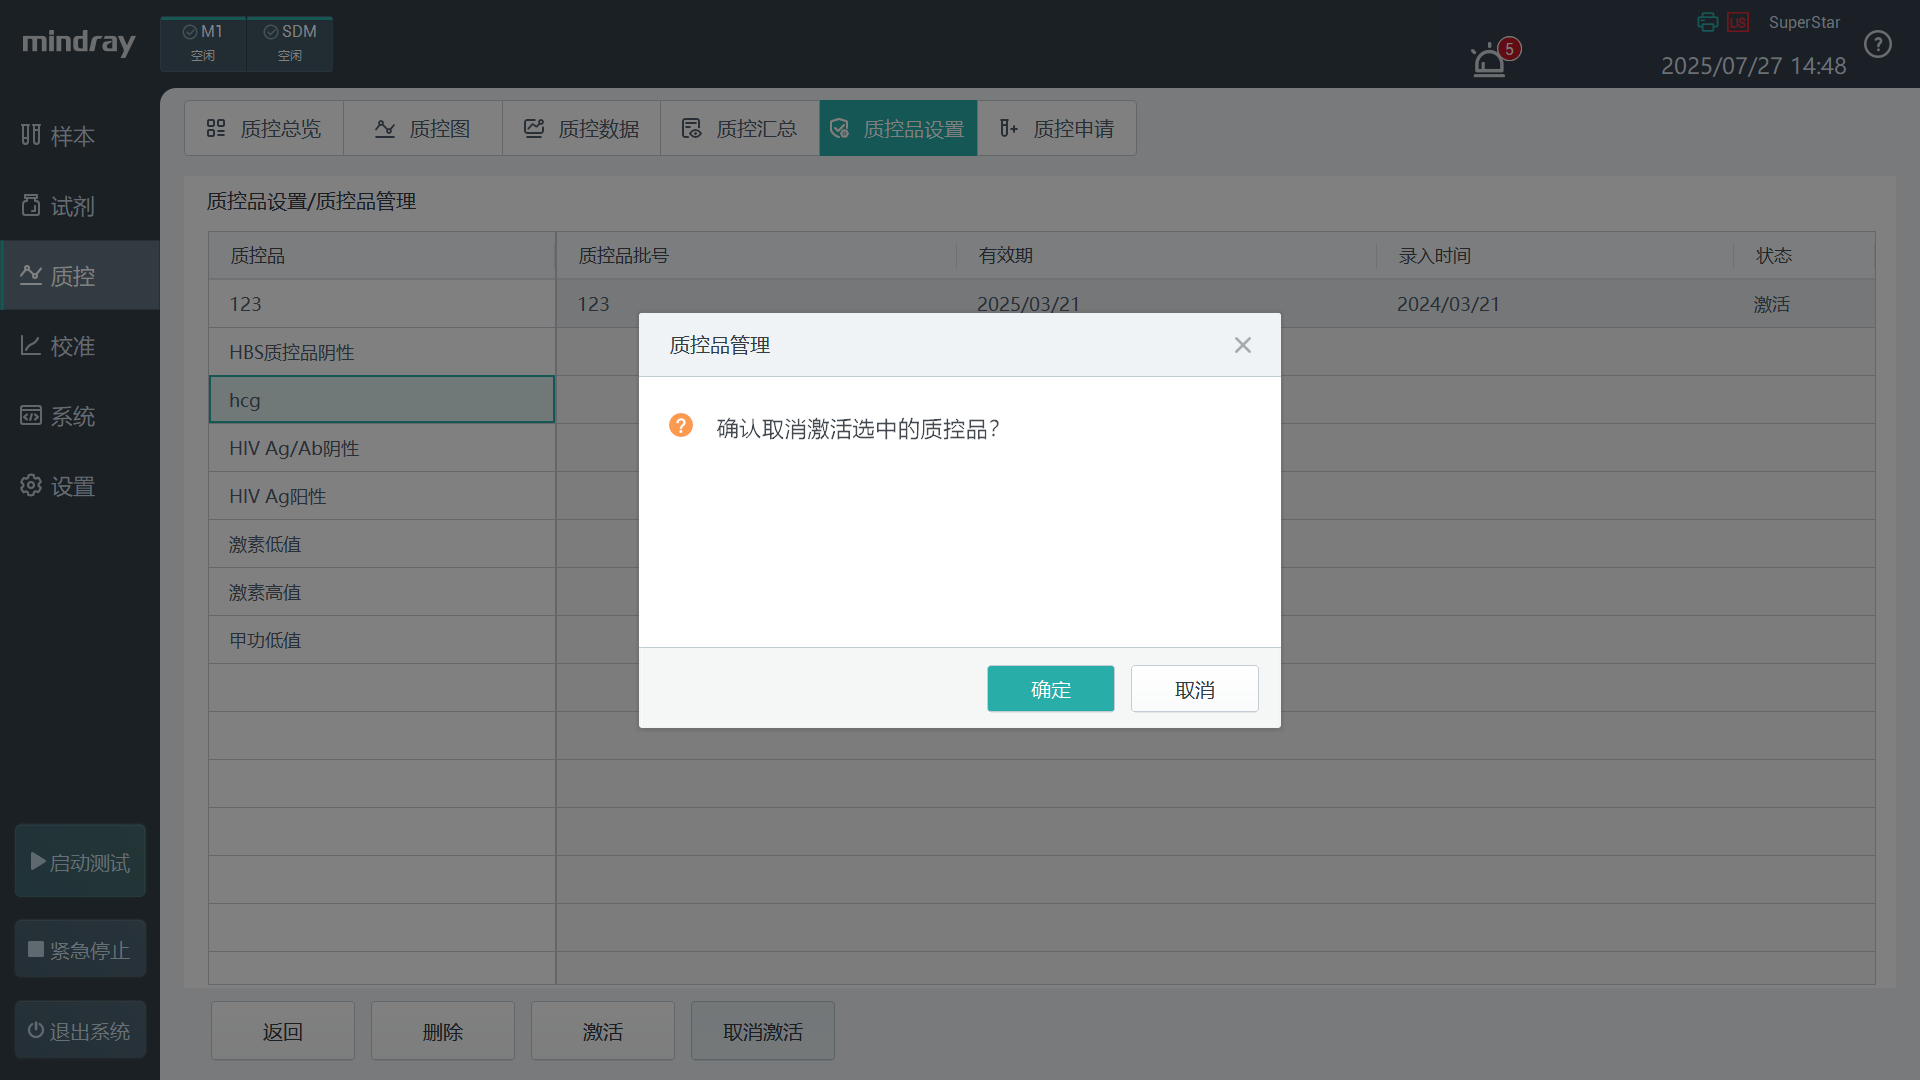 mindray
M1
空闲
SDM
空闲
5
LIS
SuperStar
2025/07/27 14:48
?
样本
试剂
质控
校准
系统
设置
启动测试
紧急停止
退出系统
质控总览
质控图
质控数据
质控汇总
质控品设置
质控申请
质控品设置/质控品管理
质控品
质控品批号
有效期
录入时间
状态
123
123
2025/03/21
2024/03/21
激活
HBS质控品阴性
hcg
HIV Ag/Ab阴性
HIV Ag阳性
激素低值
激素高值
甲功低值
质控品管理
?
确认取消激活选中的质控品?
确定
取消
返回
删除
激活
取消激活